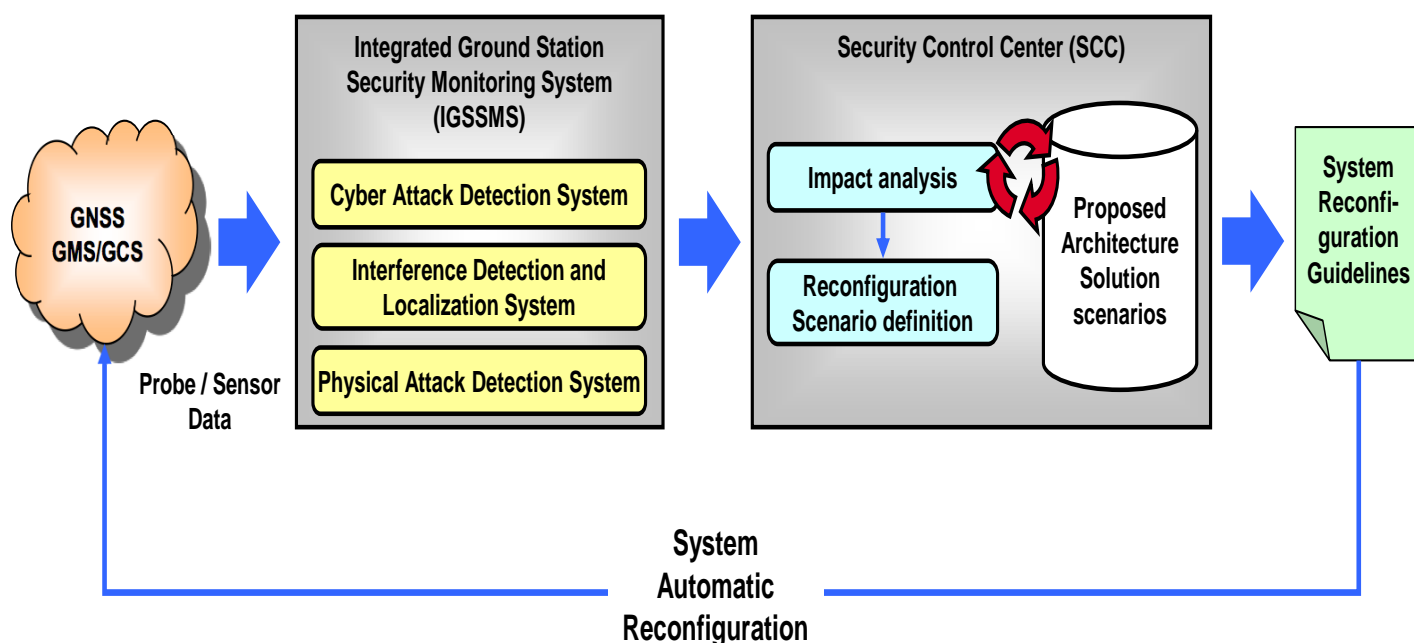 GNSS
GMS/GCS
Probe / Sensor
Data
Integrated Ground Station
Security Monitoring System
(IGSSMS)
Cyber Attack Detection System
Interference Detection and
Localization System
Physical Attack Detection System
Security Control Center (SCC)
Impact analysis
Reconfiguration
Scenario definition
Proposed
Architecture
Solution
scenarios
System
Reconfi-
guration
Guidelines
System
Automatic
Reconfiguration